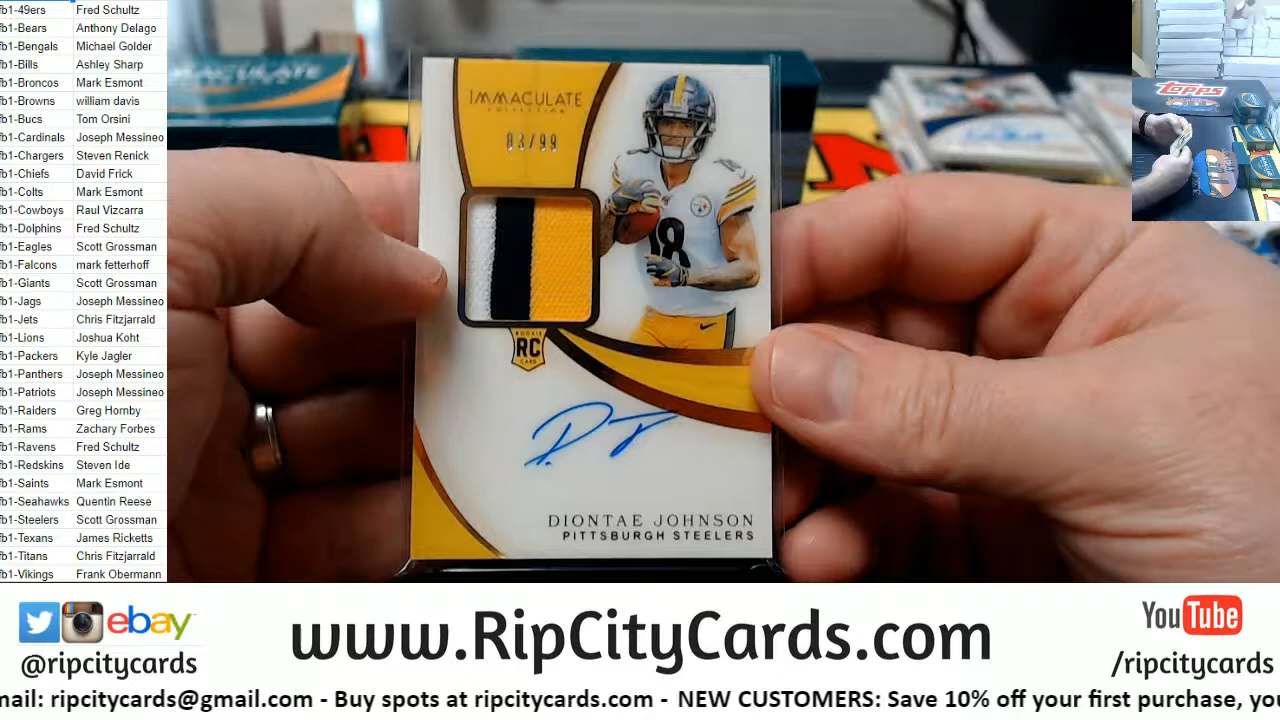 fb1-49ers Fred Schultz
fb1-Bears Anthony Delago
fb1-Bengals Michael Golder
fb1-Bills Ashley Sharp
fb1-Broncos Mark Esmont
fb1-Browns william davis
fb1-Bucs Tom Orsini
fb1-Cardinals Joseph Messineo
fb1-Chargers Steven Renick
fb1-Chiefs David Frick
fb1-Colts Mark Esmont
fb1-Cowboys Raul Vizcarra
fb1-Dolphins Fred Schultz
fb1-Eagles Scott Grossman
fb1-Falcons mark fetterhoff
fb1-Giants Scott Grossman
fb1-Jags Joseph Messineo
fb1-Jets Chris Fitzjarrald
fb1-Lions Joshua Koht
fb1-Packers Kyle Jagler
fb1-Panthers Joseph Messineo
fb1-Patriots Joseph Messineo
fb1-Raiders Greg Hornby
fb1-Rams Zachary Forbes
fb1-Ravens Fred Schultz
fb1-Redskins Steven Ide
fb1-Saints Mark Esmont
fb1-Seahawks Quentin Reese
fb1-Steelers Scott Grossman
fb1-Texans James Ricketts
fb1-Titans Chris Fitzjarrald
fb1-Vikings Frank Obermann
IMMACULATE
COLLECTION
03/99
18
18
ROOKIE
RC
CARD
DIONTAE JOHNSON
PITTSBURGH STEELERS
IMMACULATE
TOPPS
ebay
@ripcitycards
www.RipCityCards.com
YouTube
/ripcitycards
mail: ripcitycards@gmail.com - Buy spots at ripcitycards.com - NEW CUSTOMERS: Save 10% off your first purchase, you